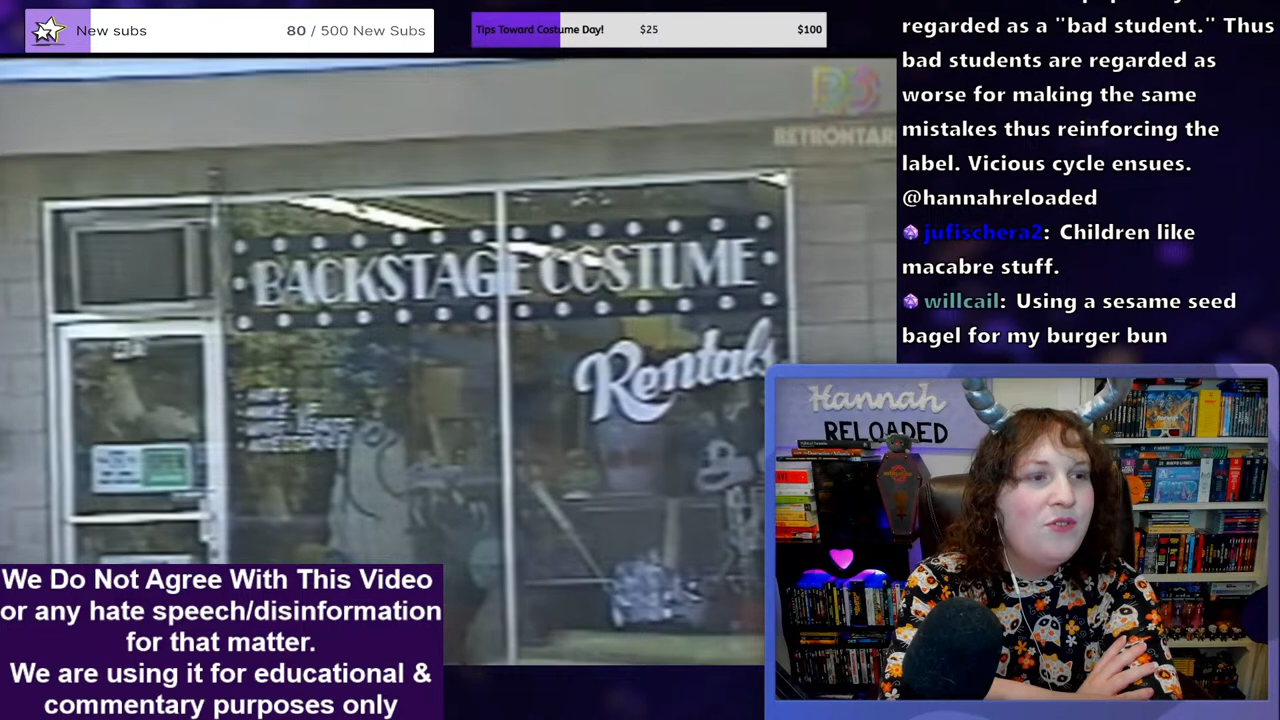 New subs
80 / 500 New Subs
Tips Toward Costume Day!
$25
$100
RETRONTAR
BACKSTAGE COSTUME
Rentals
We Do Not Agree With This Video
or any hate speech/disinformation
for that matter.
We are using it for educational &
commentary purposes only
regarded as a "bad student." Thus
bad students are regarded as
worse for making the same
mistakes thus reinforcing the
label. Vicious cycle ensues.
@hannahreloaded
jufischera2: Children like
macabre stuff.
willcail: Using a sesame seed
bagel for my burger bun
Hannah
RELOADED